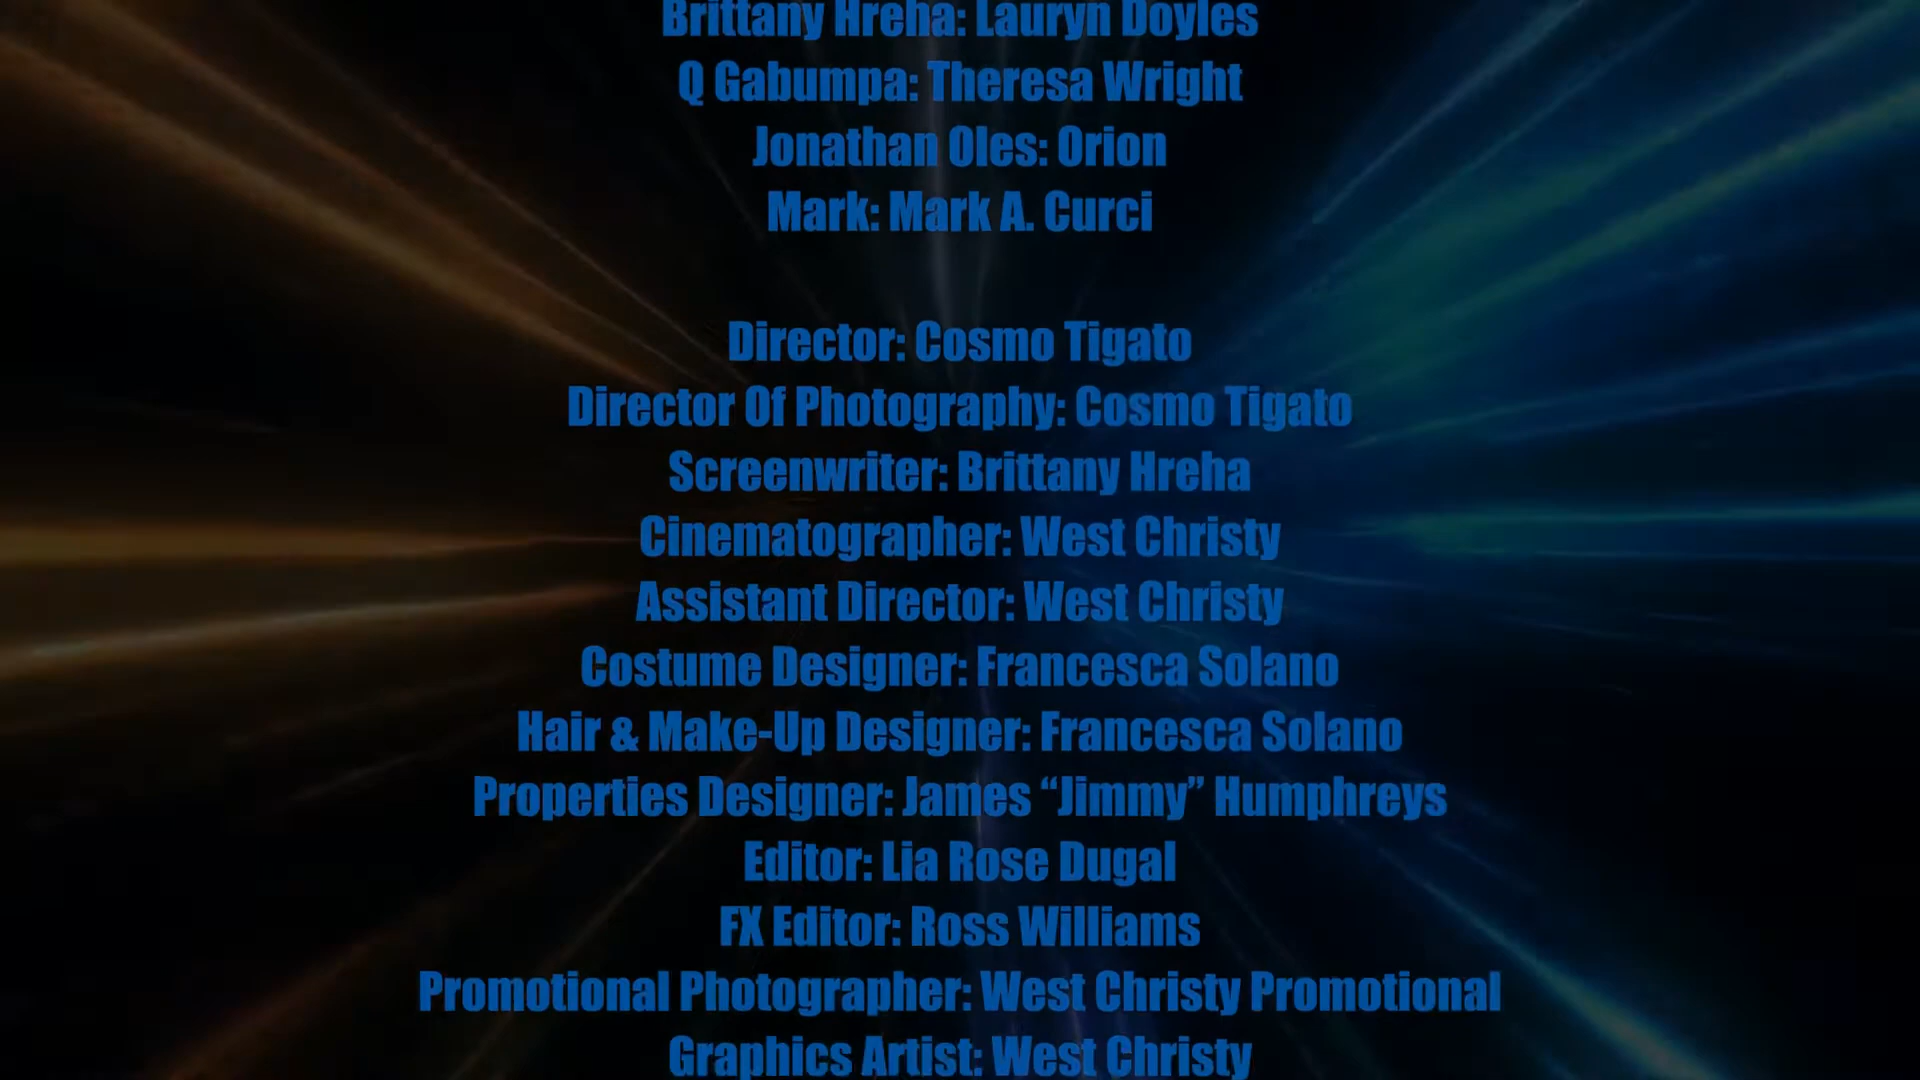 Brittany Hreha: Lauryn Doyles
Q Gabumpa: Theresa Wright
Jonathan Oles: Orion
Mark: Mark A. Curci
Director: Cosmo Tigato
Director Of Photography: Cosmo Tigato
Screenwriter: Brittany Hreha
Cinematographer: West Christy
Assistant Director: West Christy
Costume Designer: Francesca Solano
Hair & Make-Up Designer: Francesca Solano
Properties Designer: James “Jimmy” Humphreys
Editor: Lia Rose Dugal
FX Editor: Ross Williams
Promotional Photographer: West Christy Promotional
Graphics Artist: West Christy